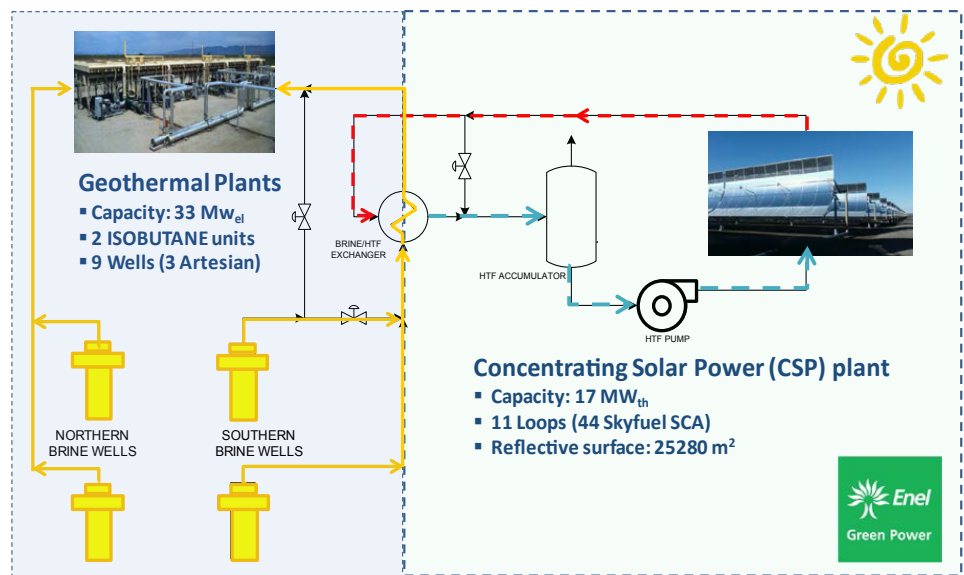 Geothermal Plants
▪ Capacity: 33 Mwel
▪ 2 ISOBUTANE units
▪ 9 Wells (3 Artesian)
BRINE/HTF
EXCHANGER
HTF ACCUMULATOR
HTF PUMP
NORTHERN
BRINE WELLS
SOUTHERN
BRINE WELLS
Concentrating Solar Power (CSP) plant
▪ Capacity: 17 MWth
▪ 11 Loops (44 Skyfuel SCA)
▪ Reflective surface: 25280 m²
Enel
Green Power